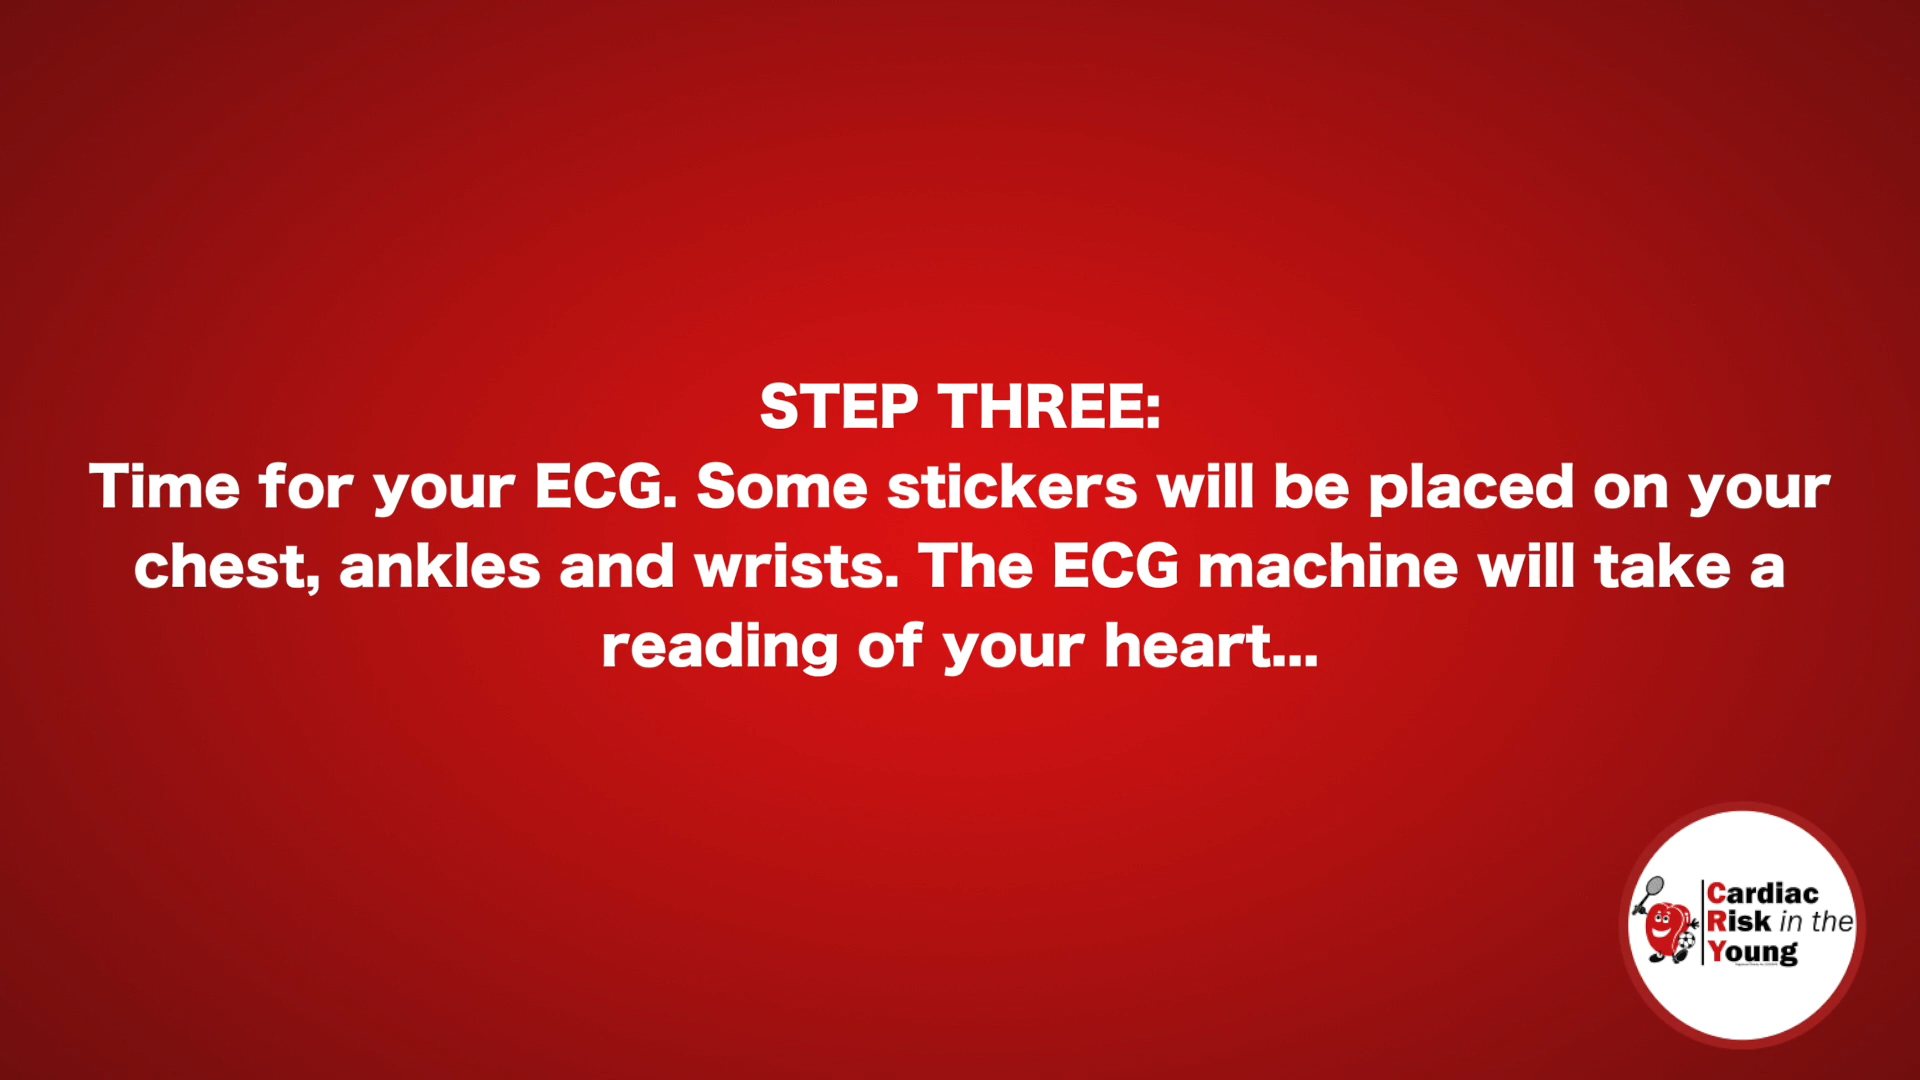 STEP THREE:
Time for your ECG. Some stickers will be placed on your
chest, ankles and wrists. The ECG machine will take a
reading of your heart...
Cardiac
Risk in the
Young